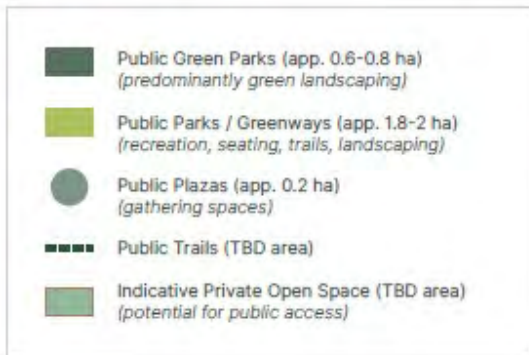 Public Green Parks (app. 0.6-0.8 ha)
(predominantly green landscaping)
Public Parks / Greenways (app. 1.8-2 ha)
(recreation, seating, trails, landscaping)
Public Plazas (app. 0.2 ha)
(gathering spaces)
Public Trails (TBD area)
Indicative Private Open Space (TBD area)
(potential for public access)